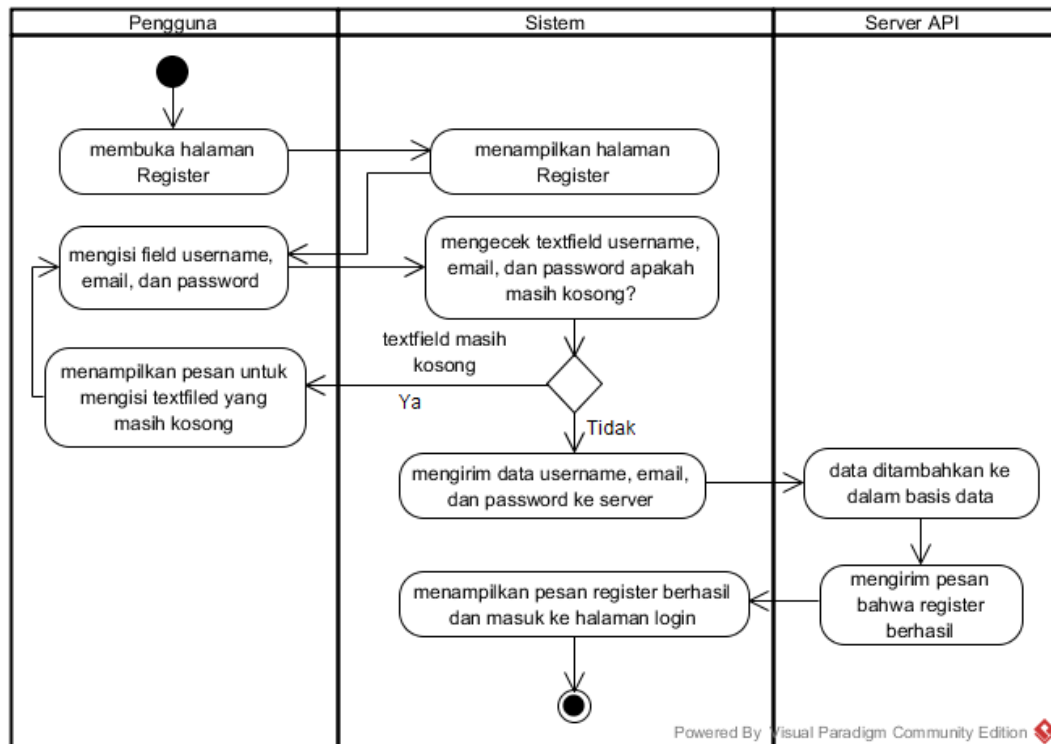 Pengguna
Sistem
Server API
membuka halaman
Register
menampilkan halaman
Register
mengisi field username,
email, dan password
mengecek textfield username,
email, dan password apakah
masih kosong?
textfield masih
kosong
menampilkan pesan untuk
mengisi textfiled yang
masih kosong
Ya
Tidak
mengirim data username, email,
dan password ke server
data ditambahkan ke
dalam basis data
mengirim pesan
bahwa register
berhasil
menampilkan pesan register berhasil
dan masuk ke halaman login
Powered By Visual Paradigm Community Edition